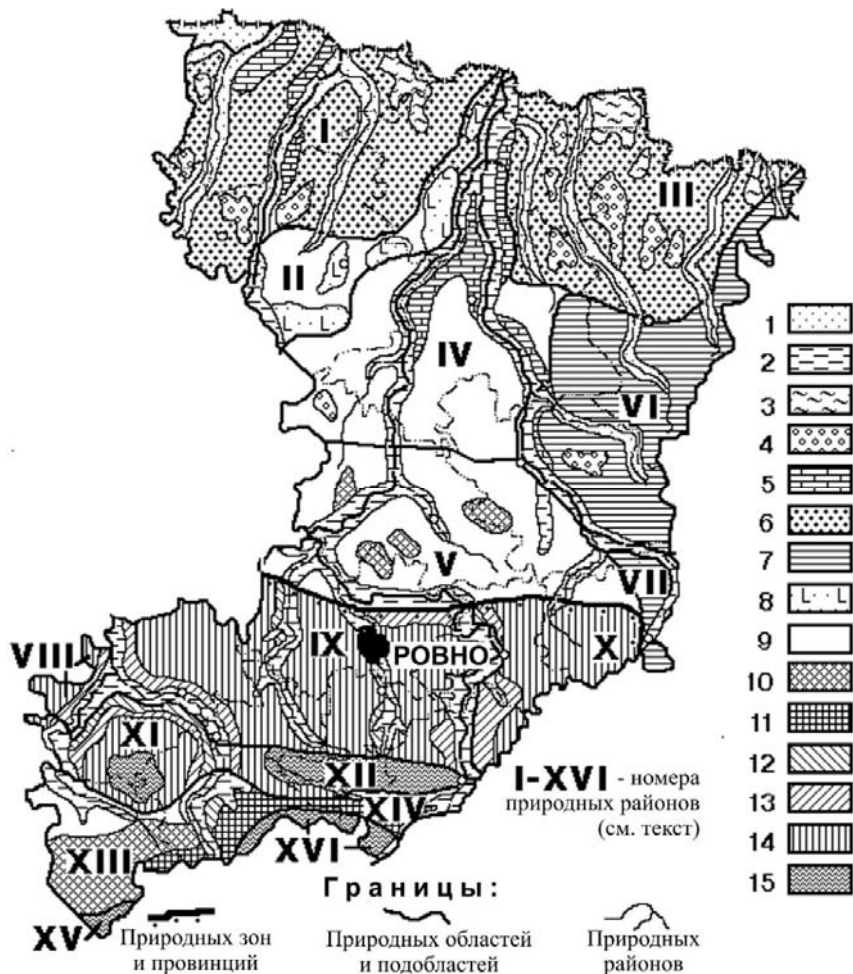 I
III
II
1
2
3
IV
4
VI
5
6
7
V
VII
8
9
VIII
IX
РОВНО
X
10
XI
11
XII
I-XVI - номера
природных районов
(см. текст)
12
XIV
13
XIII
XVI
14
15
Границы:
XV
Природных зон
и провинций
Природных областей
и подобластей
Природных
районов
L
L
L
L
L
L